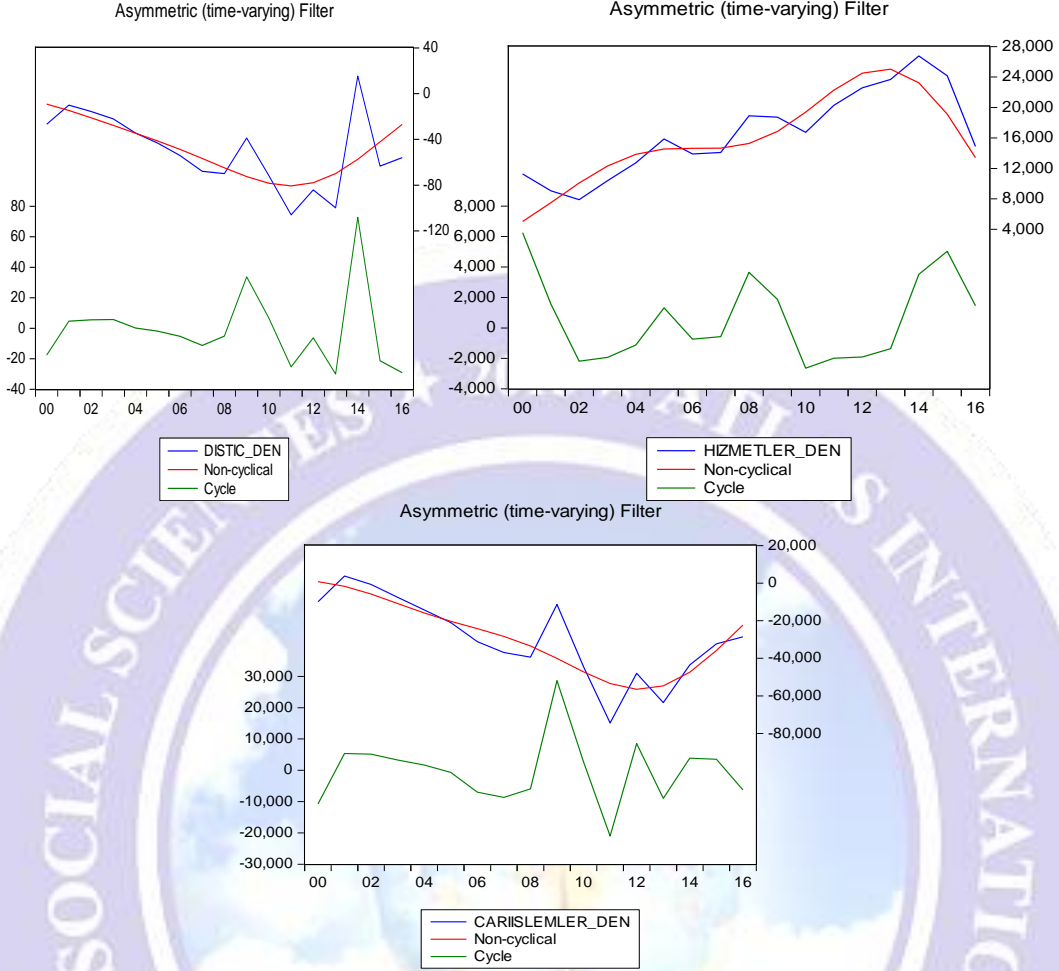 Asymmetric (time-varying) Filter
40
0
-40
-80
-120
80
60
40
20
0
-20
-40
00 02 04 06 08 10 12 14 16
DISTIC_DEN
Non-cyclical
Cycle
Asymmetric (time-varying) Filter
28,000
24,000
20,000
16,000
12,000
8,000
4,000
8,000
6,000
4,000
2,000
0
-2,000
-4,000
00 02 04 06 08 10 12 14 16
HIZMETLER_DEN
Non-cyclical
Cycle
Asymmetric (time-varying) Filter
20,000
0
-20,000
-40,000
-60,000
-80,000
30,000
20,000
10,000
0
-10,000
-20,000
-30,000
00 02 04 06 08 10 12 14 16
CARIISLEMLER_DEN
Non-cyclical
Cycle
SOCIAL SCIENCES ★
INTERNATIO